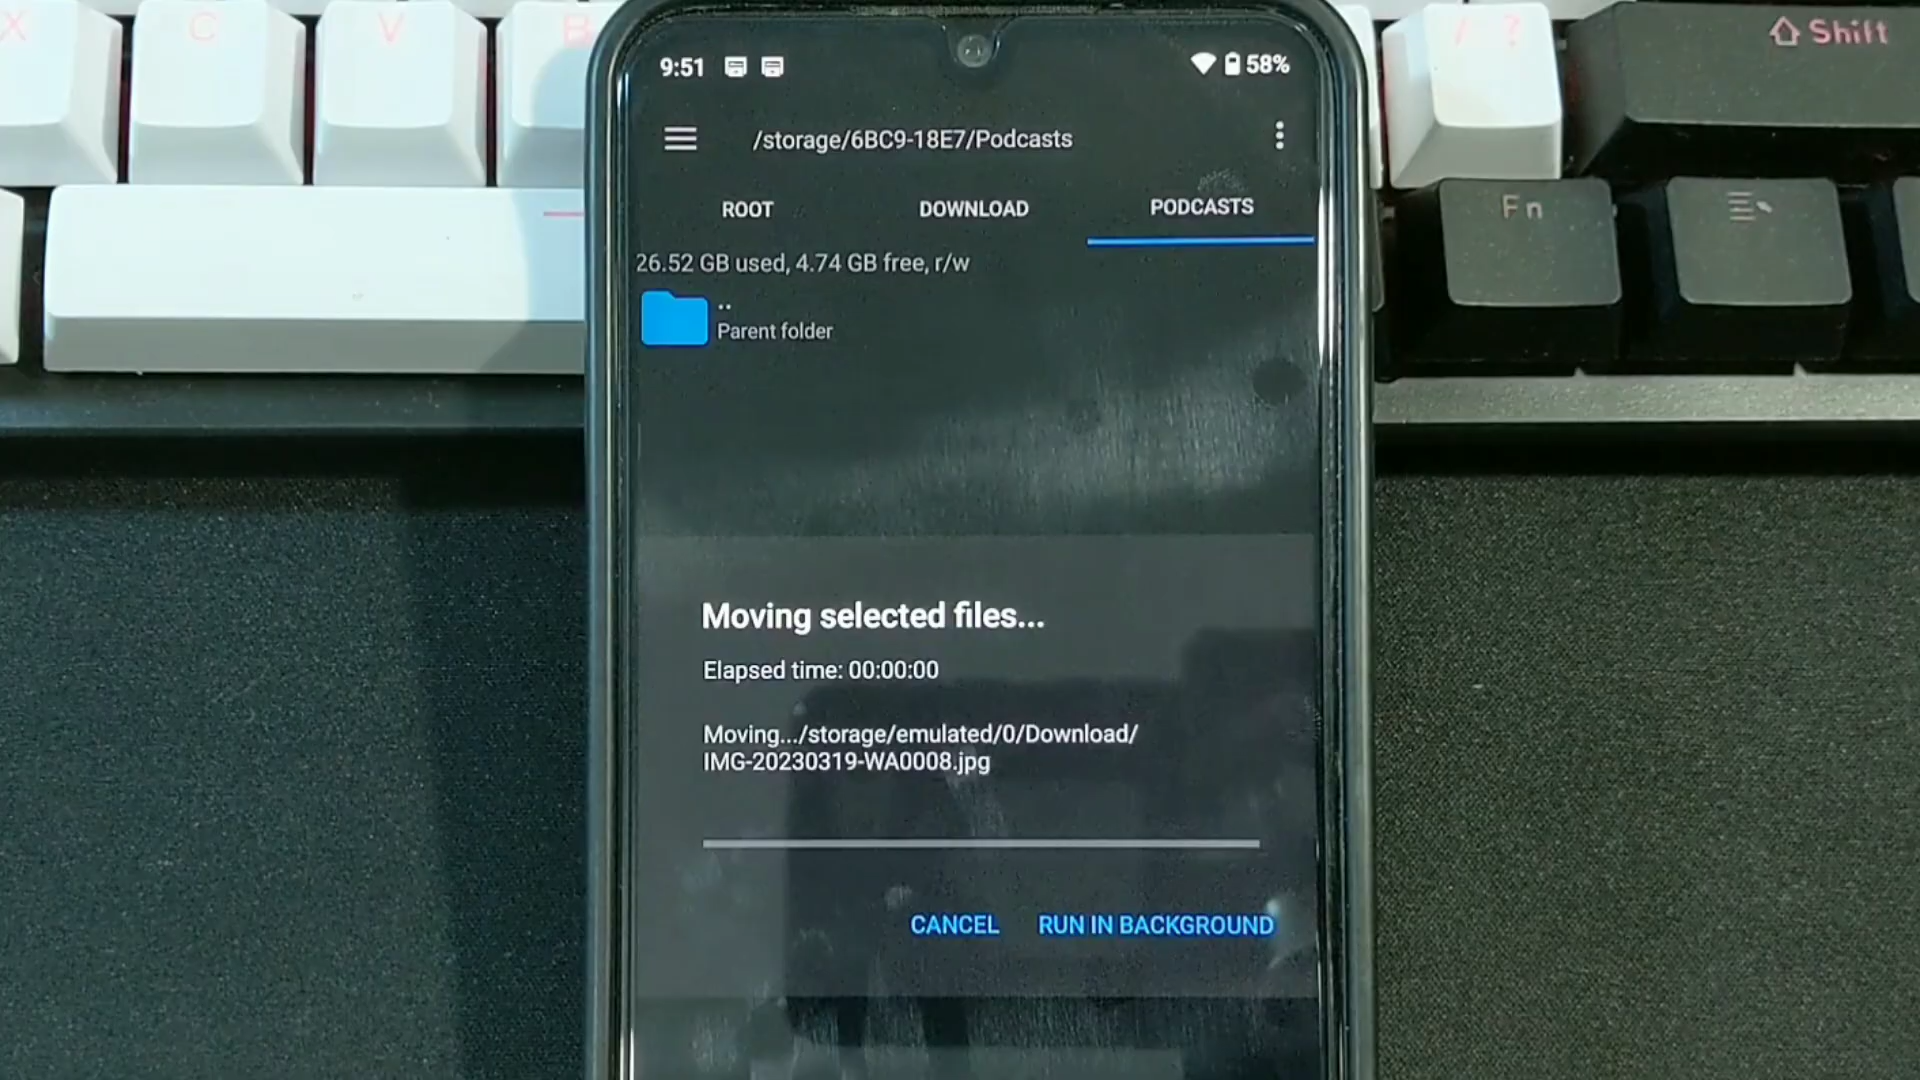 X
C
V
B
/ ?
Shift
Fn
9:51
58%
/storage/6BC9-18E7/Podcasts
ROOT
DOWNLOAD
PODCASTS
26.52 GB used, 4.74 GB free, r/w
..
Parent folder
Moving selected files...
Elapsed time: 00:00:00
Moving.../storage/emulated/0/Download/
IMG-20230319-WA0008.jpg
CANCEL
RUN IN BACKGROUND